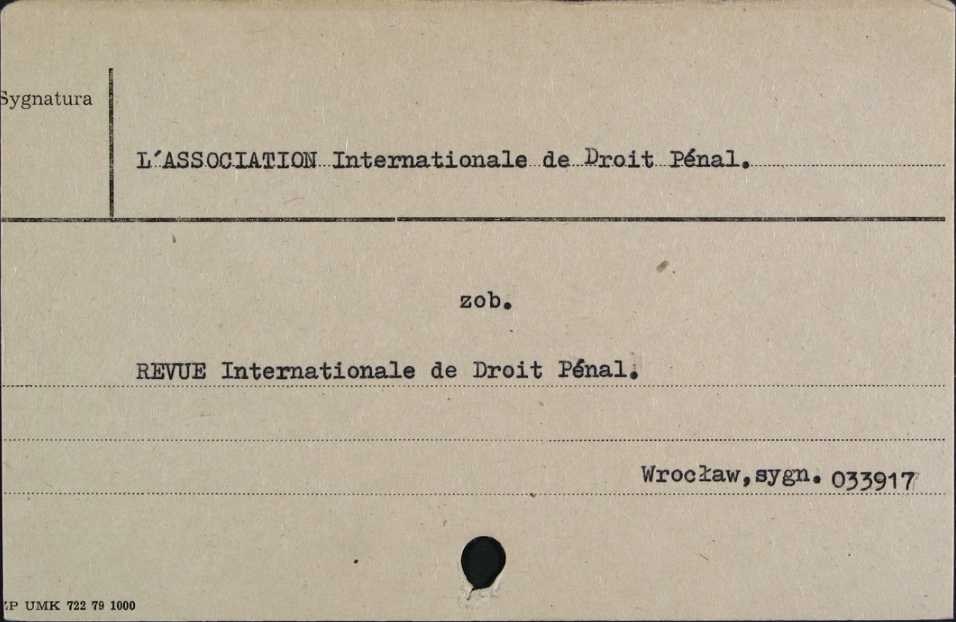 Sygnatura
L'ASSOCIATION Internationale de Droit Pénal.
zob.
REVUE Internationale de Droit Pénal.
Wrocław,sygn. 033917
ZP UMK 722 79 1000